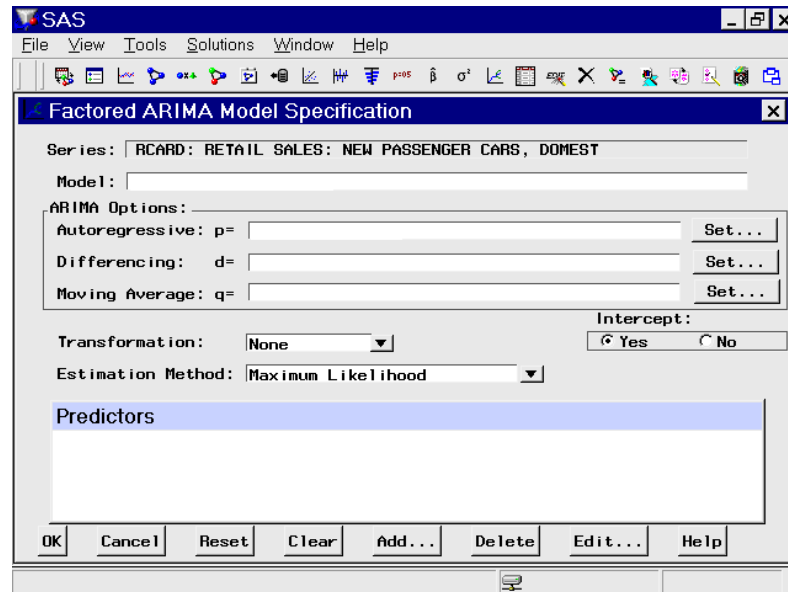 SAS
File View Tools Solutions Window Help
Factored ARIMA Model Specification
Series: RCARD: RETAIL SALES: NEW PASSENGER CARS, DOMEST
Model:
ARIMA Options:
Autoregressive: p= Set...
Differencing: d= Set...
Moving Average: q= Set...
Intercept:
Transformation: None Yes No
Estimation Method: Maximum Likelihood
Predictors
OK Cancel Reset Clear Add... Delete Edit... Help